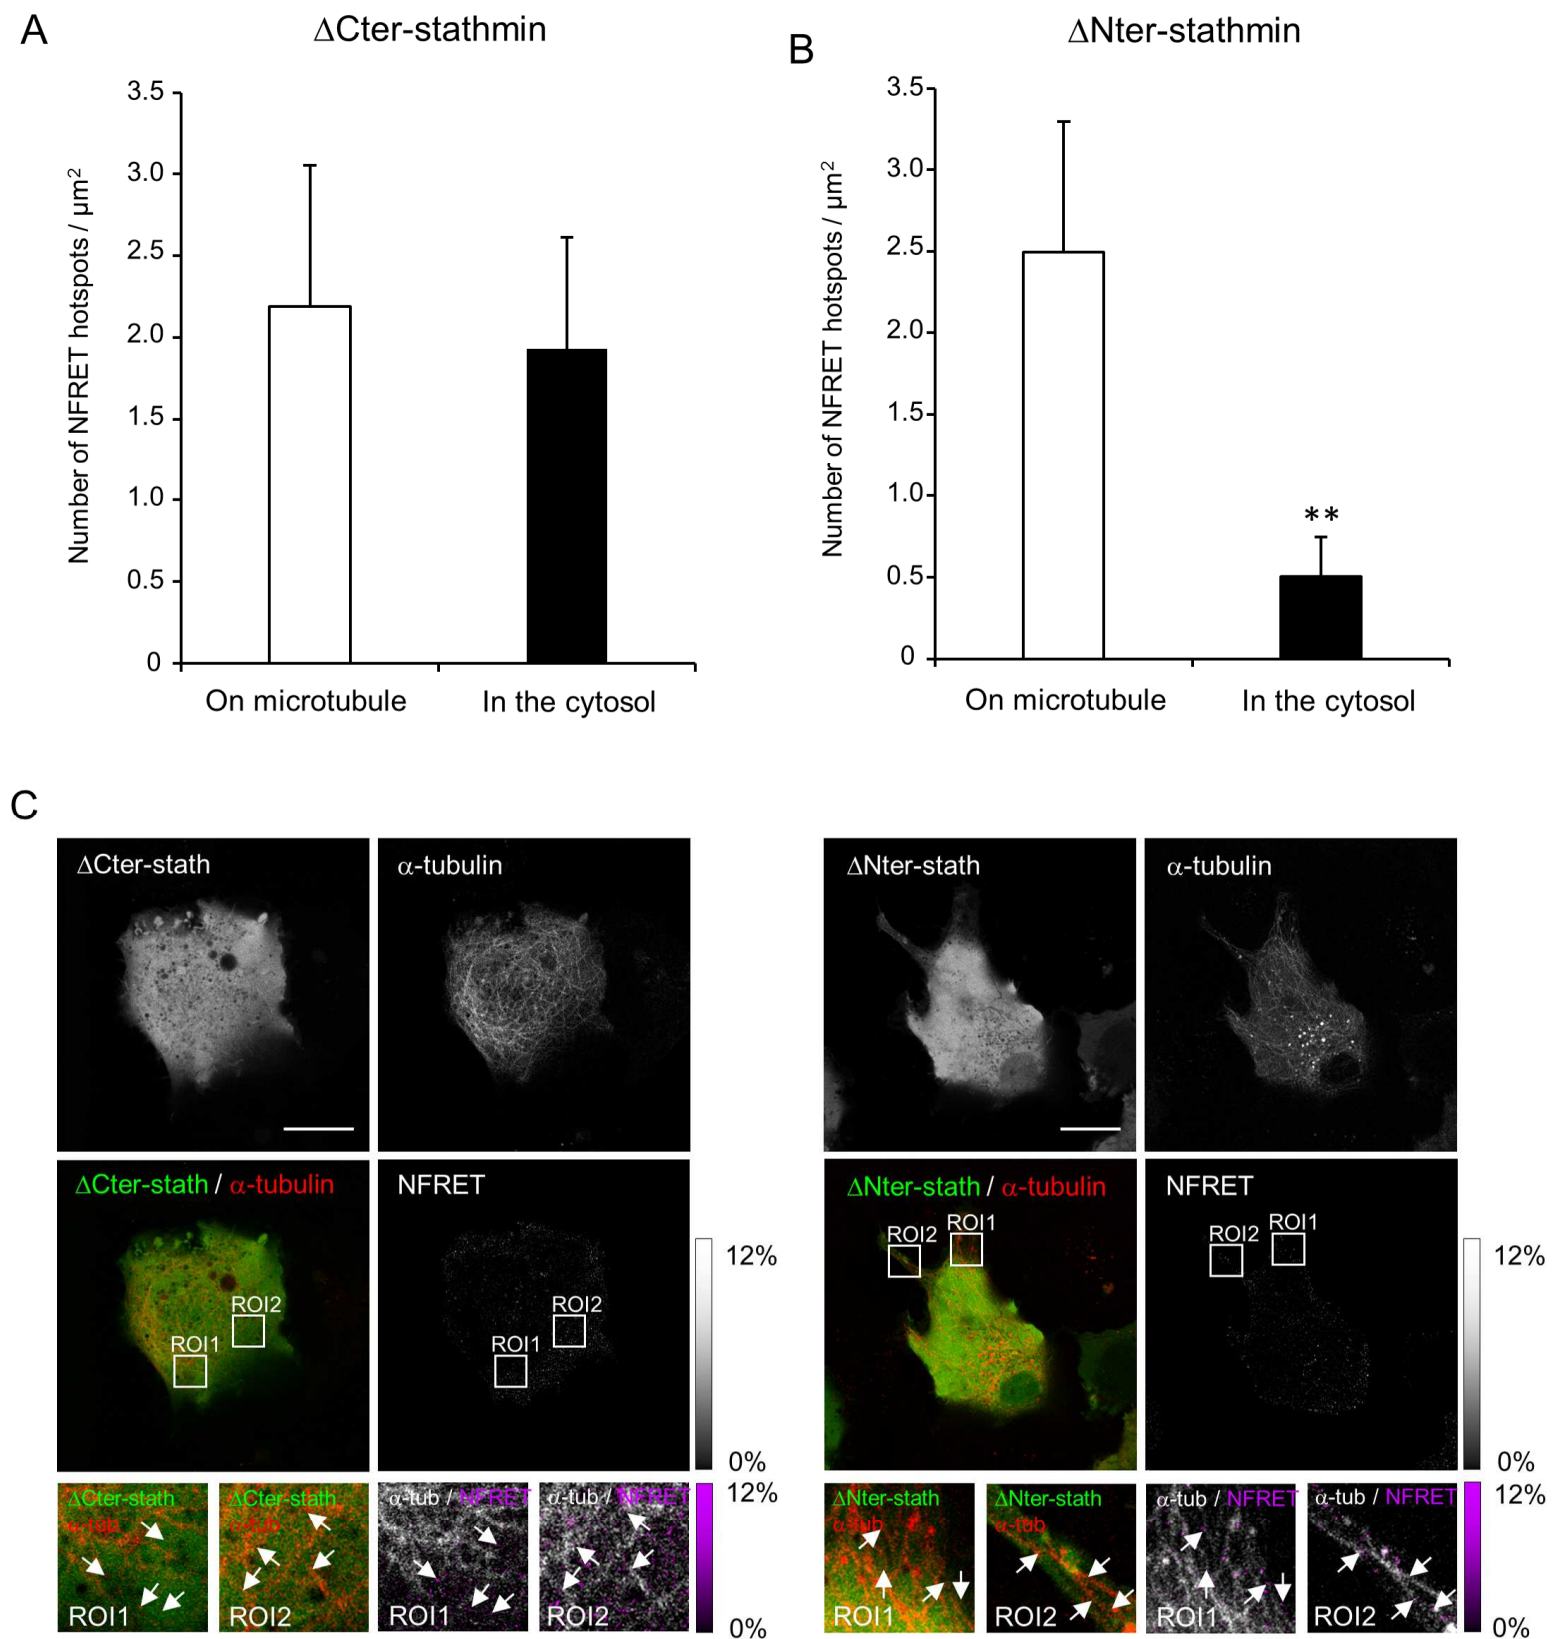 A
ΔCter-stathmin
Number of NFRET hotspots / µm²
3.5
3.0
2.5
2.0
1.5
1.0
0.5
0
On microtubule
In the cytosol
B
ΔNter-stathmin
Number of NFRET hotspots / µm²
3.5
3.0
2.5
2.0
1.5
1.0
0.5
0
**
On microtubule
In the cytosol
C
ΔCter-stath
α-tubulin
ΔCter-stath / α-tubulin
ROI2
ROI1
NFRET
ROI2
ROI1
12%
0%
ΔCter-stath
α-tub
ROI1
ΔCter-stath
α-tub
ROI2
α-tub / NFRET
ROI1
α-tub / NFRET
ROI2
12%
0%
ΔNter-stath
α-tubulin
ΔNter-stath / α-tubulin
ROI2
ROI1
NFRET
ROI2
ROI1
12%
0%
ΔNter-stath
α-tub
ROI1
ΔNter-stath
α-tub
ROI2
α-tub / NFRET
ROI1
α-tub / NFRET
ROI2
12%
0%